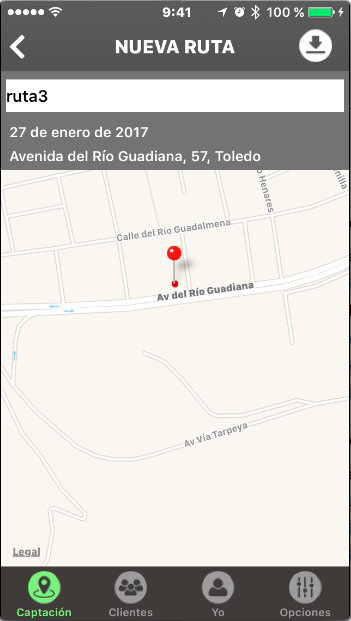 9:41 100 %
NUEVA RUTA
ruta3
27 de enero de 2017
Avenida del Río Guadiana, 57, Toledo
Henares
Calle del Río Guadalmena
Av del Río Guadiana
Av Vía Tarpeya
Legal
Captación Clientes Yo Opciones